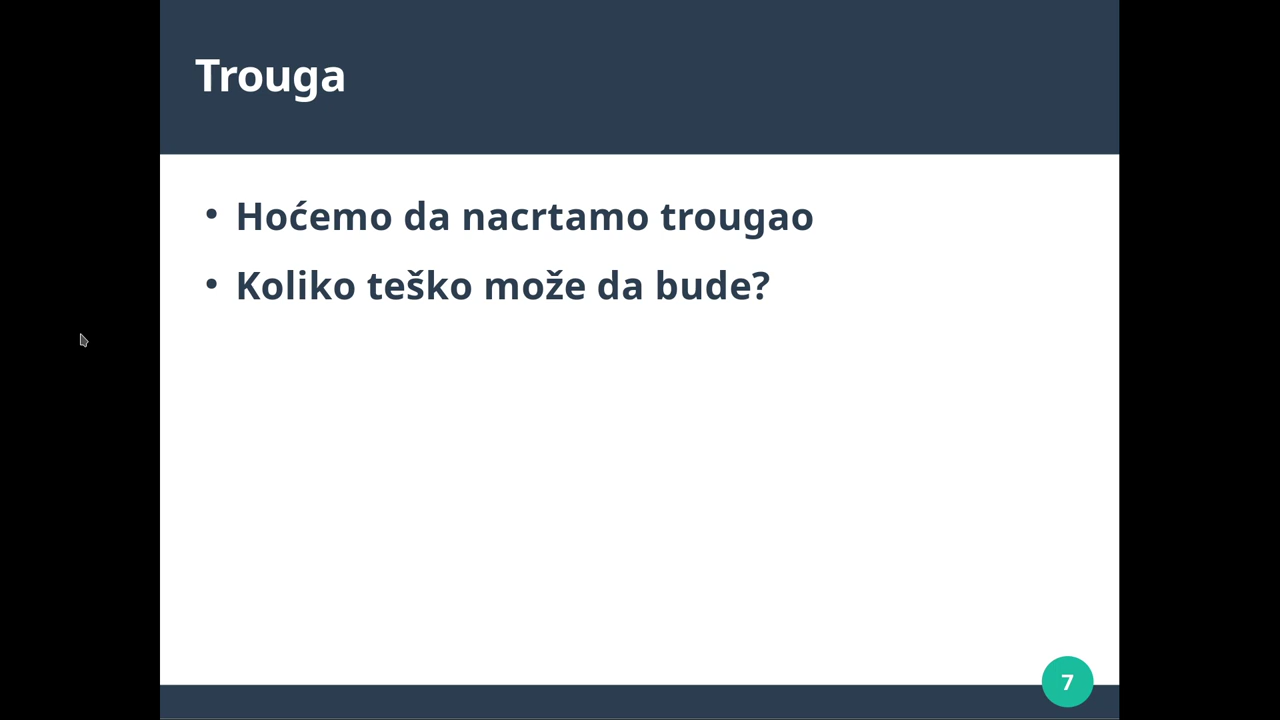 Trouga
• Hoćemo da nacrtamo trougao
• Koliko teško može da bude?
7